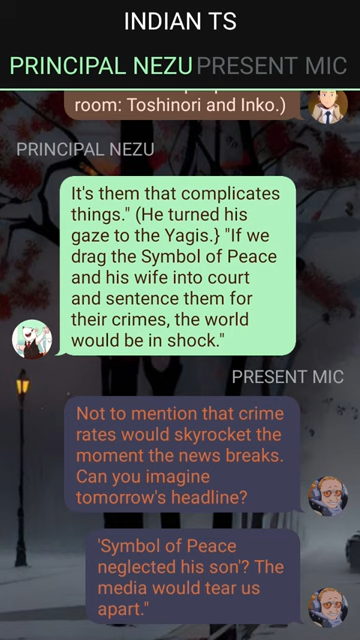 INDIAN TS
PRINCIPAL NEZU PRESENT MIC
room: Toshinori and Inko.)
PRINCIPAL NEZU
It's them that complicates
things." (He turned his
gaze to the Yagis.} "If we
drag the Symbol of Peace
and his wife into court
and sentence them for
their crimes, the world
would be in shock."
PRESENT MIC
Not to mention that crime
rates would skyrocket the
moment the news breaks.
Can you imagine
tomorrow's headline?
'Symbol of Peace
neglected his son'? The
media would tear us
apart."